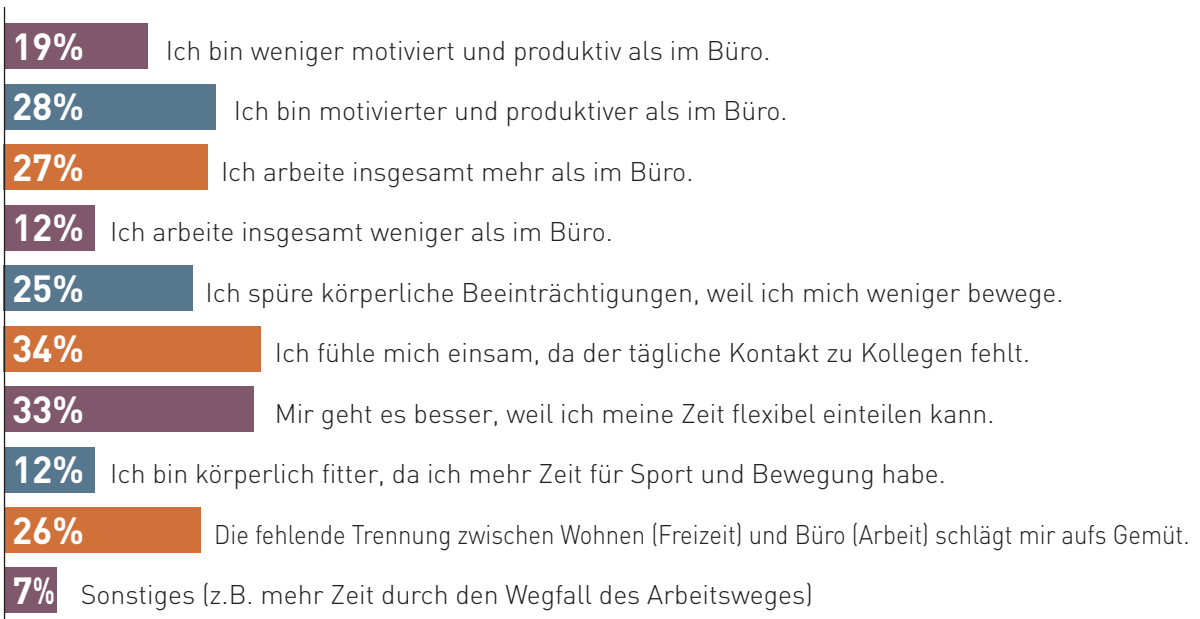 19% Ich bin weniger motiviert und produktiv als im Büro.
28% Ich bin motivierter und produktiver als im Büro.
27% Ich arbeite insgesamt mehr als im Büro.
12% Ich arbeite insgesamt weniger als im Büro.
25% Ich spüre körperliche Beeinträchtigungen, weil ich mich weniger bewege.
34% Ich fühle mich einsam, da der tägliche Kontakt zu Kollegen fehlt.
33% Mir geht es besser, weil ich meine Zeit flexibel einteilen kann.
12% Ich bin körperlich fitter, da ich mehr Zeit für Sport und Bewegung habe.
26% Die fehlende Trennung zwischen Wohnen (Freizeit) und Büro (Arbeit) schlägt mir aufs Gemüt.
7% Sonstiges (z.B. mehr Zeit durch den Wegfall des Arbeitsweges)